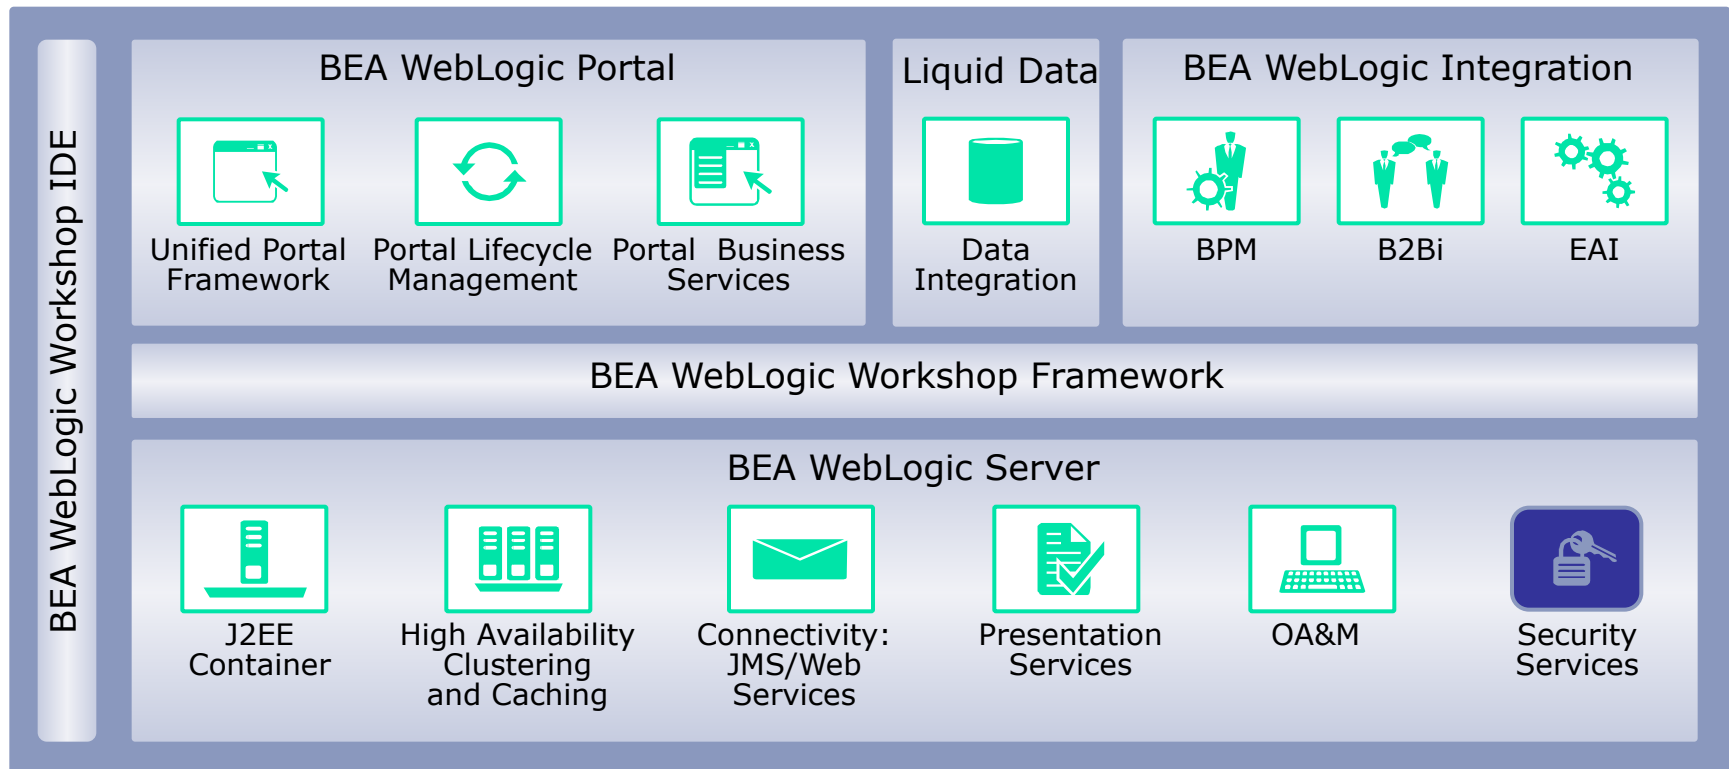 BEA WebLogic Workshop IDE
BEA WebLogic Portal
Unified Portal
Framework
Portal Lifecycle
Management
Portal Business
Services
Liquid Data
Data
Integration
BEA WebLogic Integration
BPM
B2Bi
EAI
BEA WebLogic Workshop Framework
BEA WebLogic Server
J2EE
Container
High Availability
Clustering
and Caching
Connectivity:
JMS/Web
Services
Presentation
Services
OA&M
Security
Services